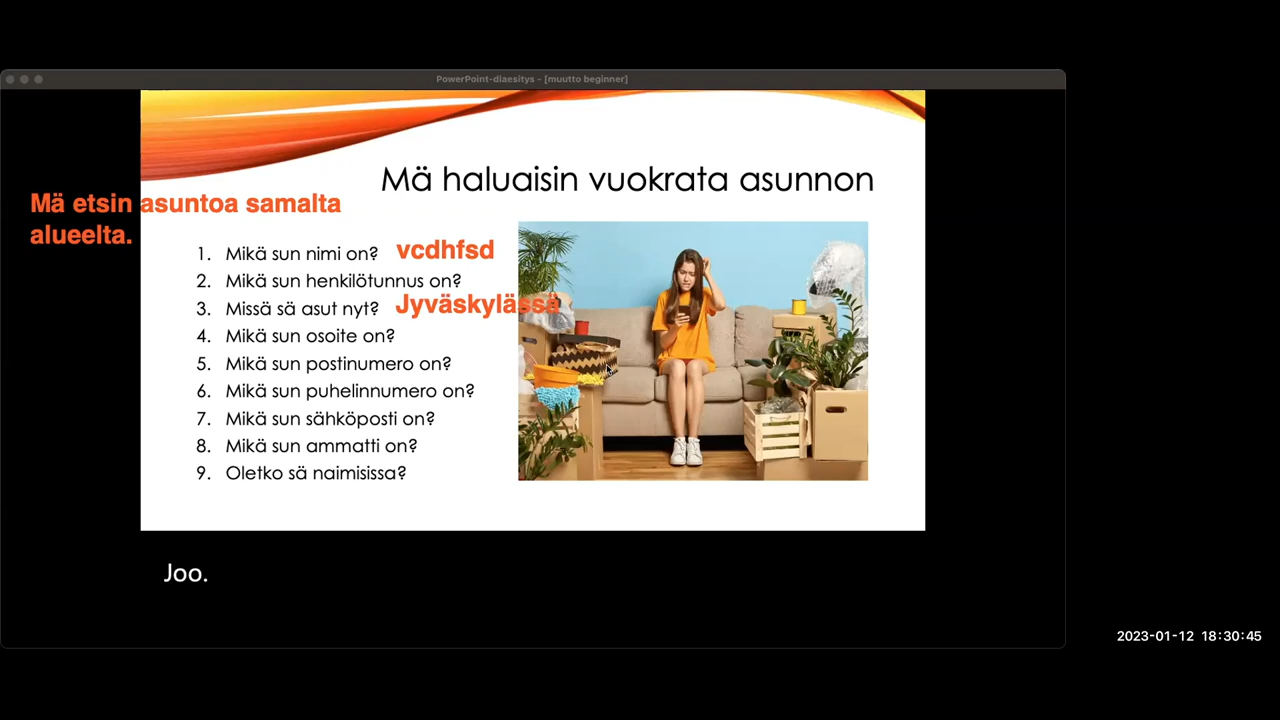 PowerPoint-diaesitys - [muutto beginner]
Mä haluaisin vuokrata asunnon
Mä etsin asuntoa samalta
alueelta.
1. Mikä sun nimi on? vcdhfsd
2. Mikä sun henkilötunnus on?
3. Missä sä asut nyt? Jyväskylässä
4. Mikä sun osoite on?
5. Mikä sun postinumero on?
6. Mikä sun puhelinnumero on?
7. Mikä sun sähköposti on?
8. Mikä sun ammatti on?
9. Oletko sä naimisissa?
Joo.
2023-01-12 18:30:45